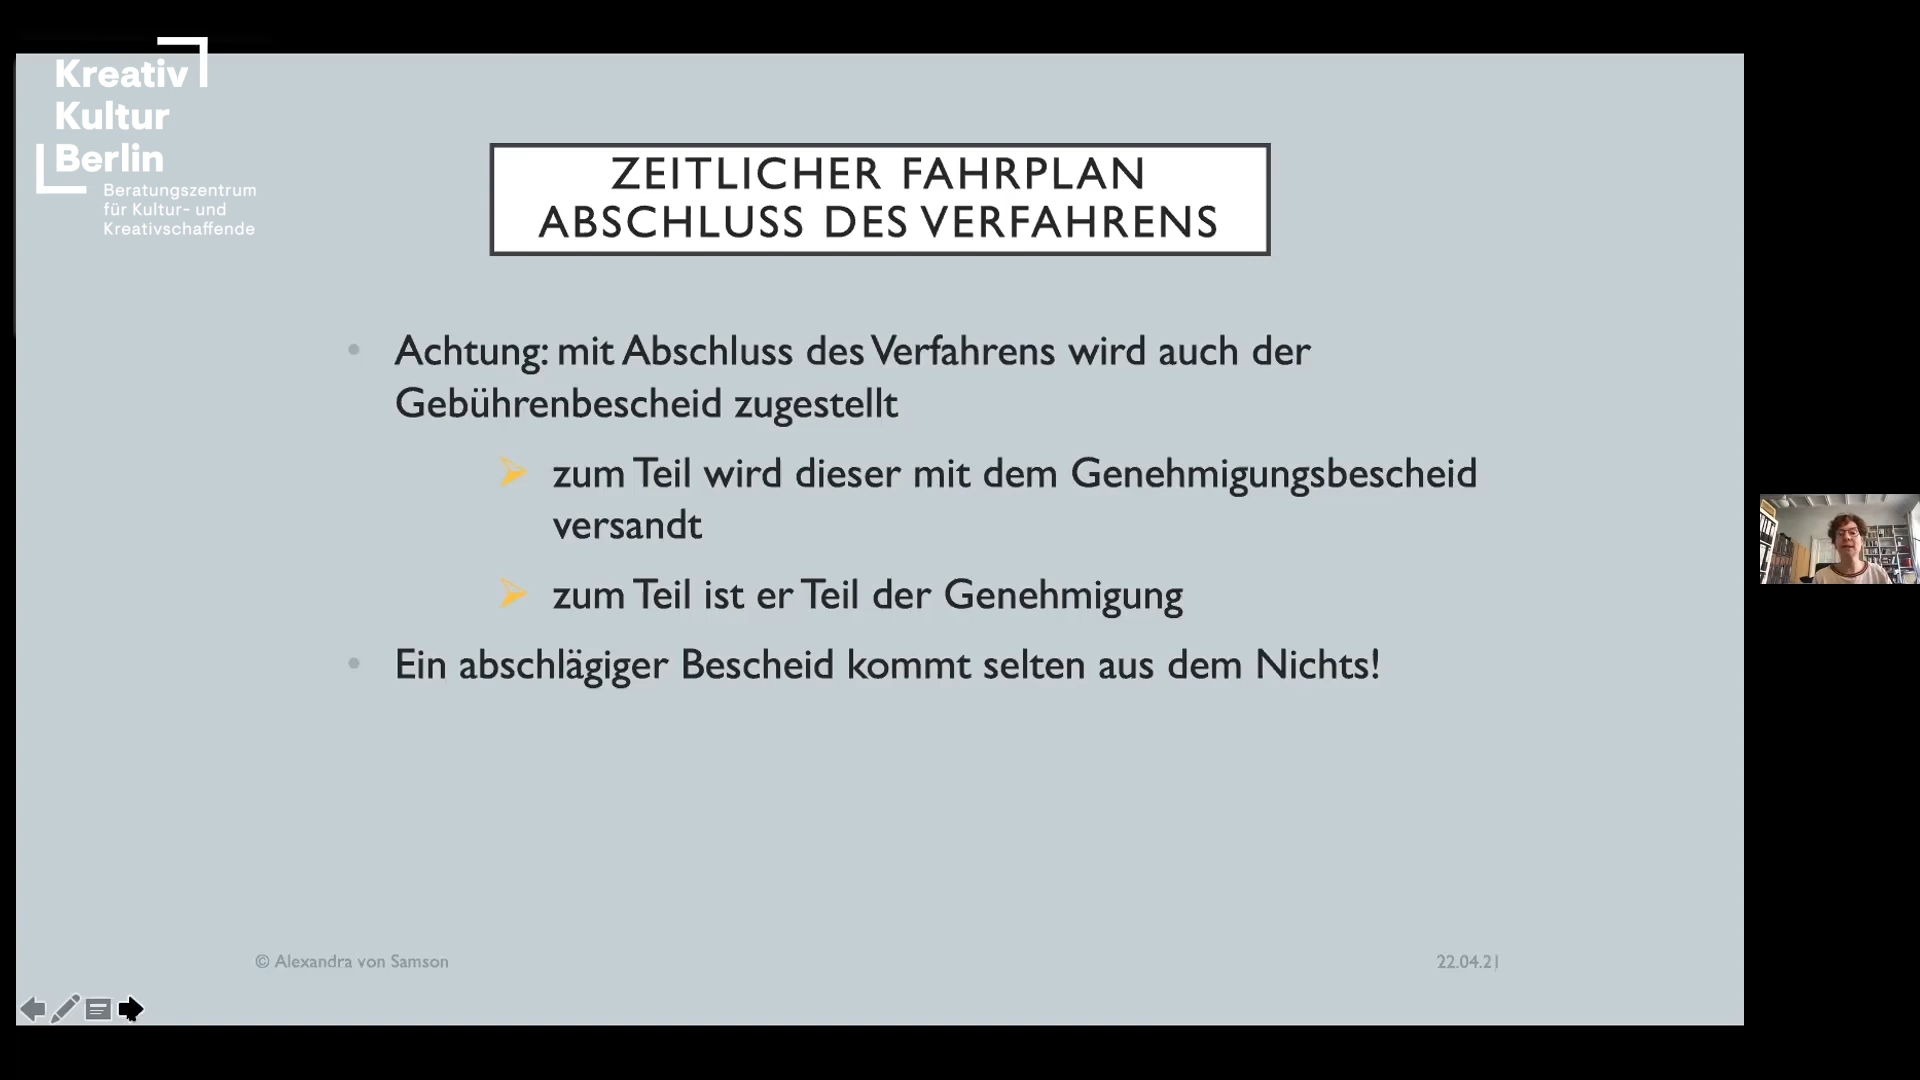 Kreativ
Kultur
Berlin
Beratungszentrum
für Kultur- und
Kreativschaffende
ZEITLICHER FAHRPLAN
ABSCHLUSS DES VERFAHRENS
Achtung: mit Abschluss des Verfahrens wird auch der
Gebührenbescheid zugestellt
zum Teil wird dieser mit dem Genehmigungsbescheid
versandt
zum Teil ist er Teil der Genehmigung
Ein abschlägiger Bescheid kommt selten aus dem Nichts!
© Alexandra von Samson
22.04.21